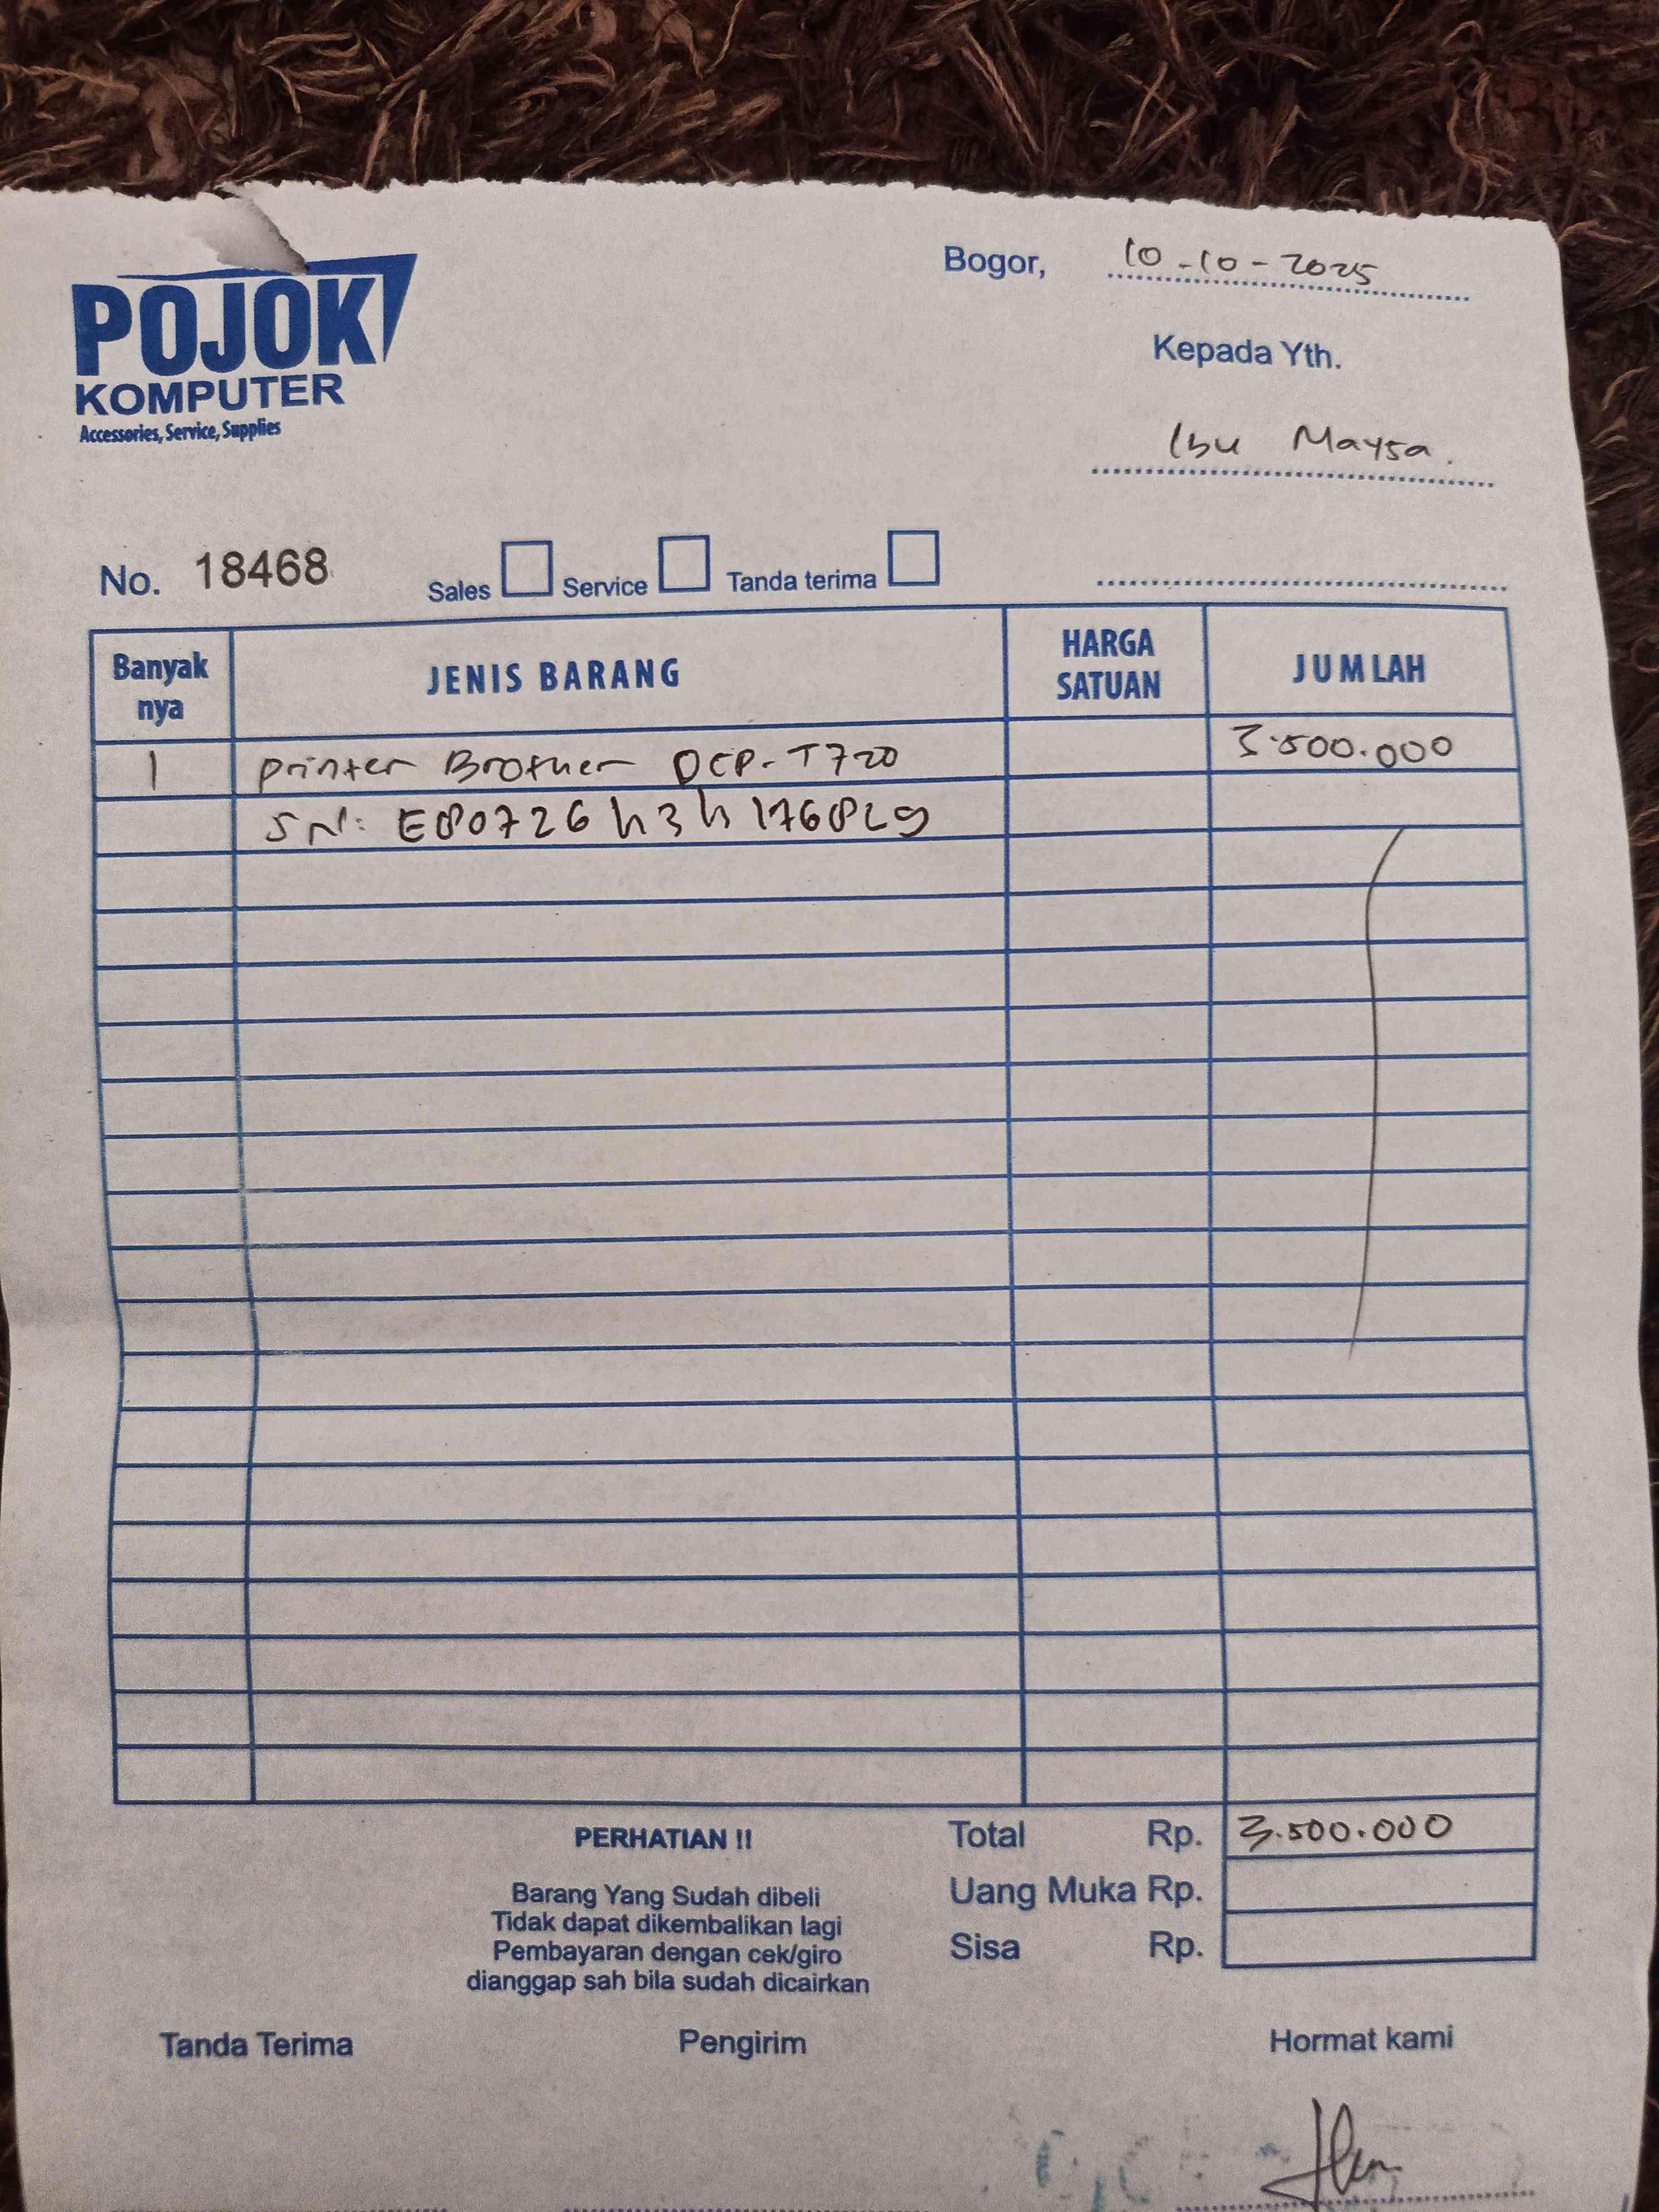 POJOK
KOMPUTER
Accessories, Service, Supplies
Bogor, 10-10-2025
Kepada Yth.
Ibu Maysa.
No. 18468 Sales Service Tanda terima
Banyak nya JENIS BARANG HARGA SATUAN JUMLAH
1 printer Brother DCP-T720 3.500.000
SN: E80726h3h176829
PERHATIAN !!
Barang Yang Sudah dibeli
Tidak dapat dikembalikan lagi
Pembayaran dengan cek/giro
dianggap sah bila sudah dicairkan
Total Rp. 3.500.000
Uang Muka Rp.
Sisa Rp.
Tanda Terima Pengirim Hormat kami